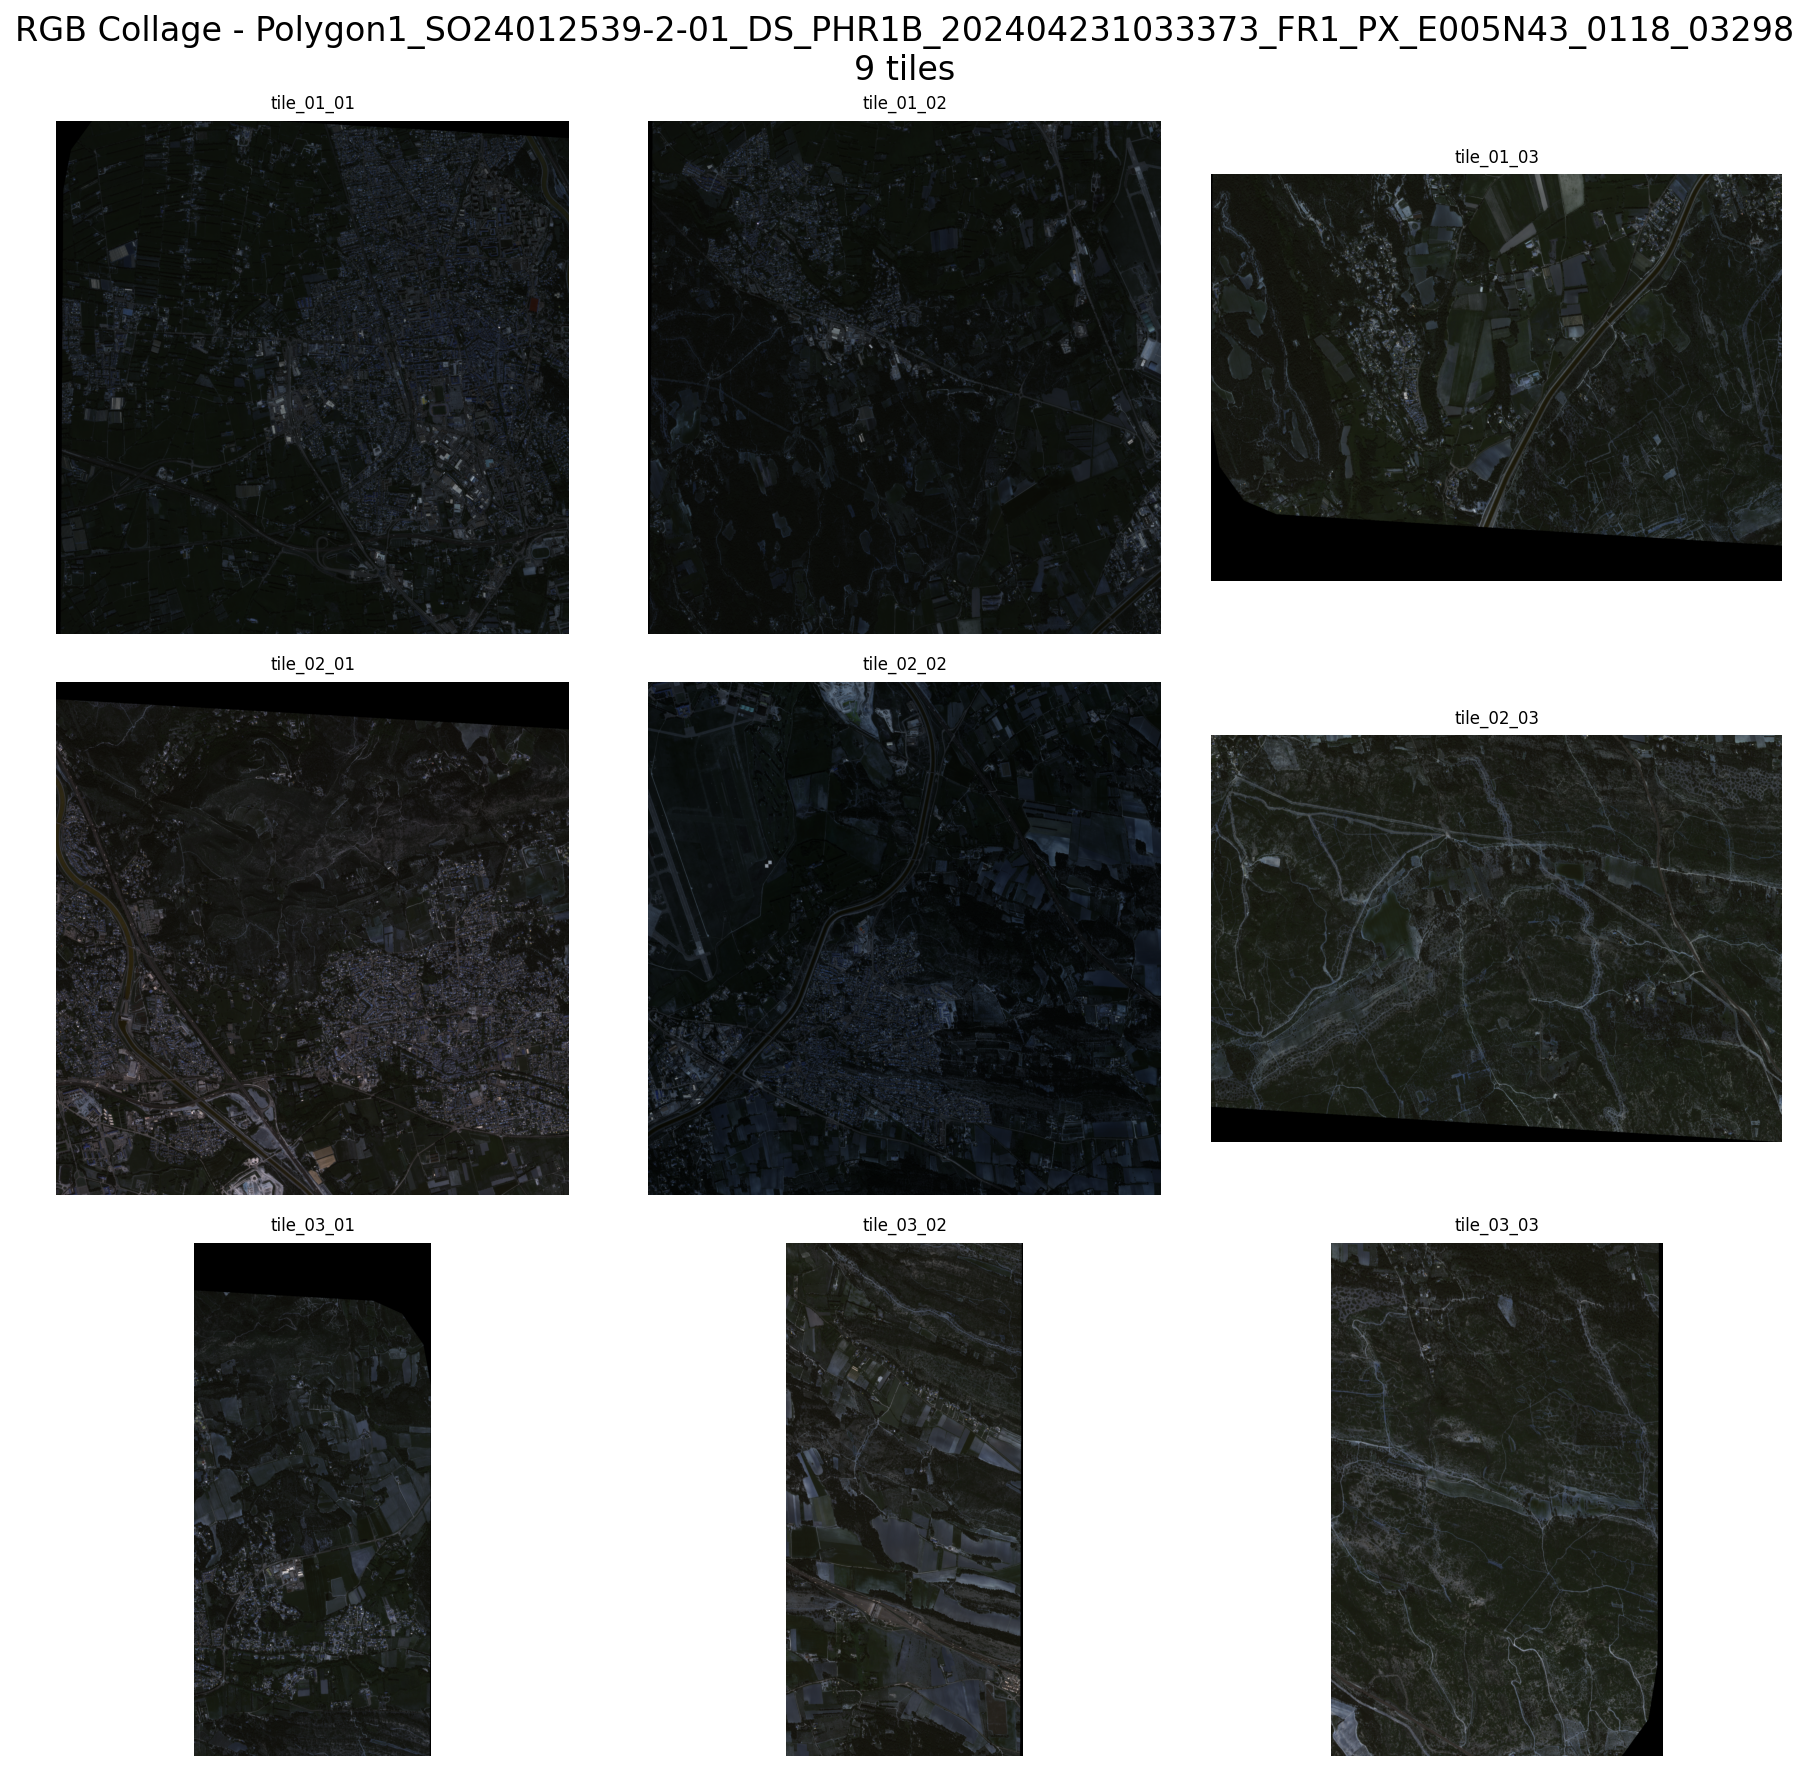 RGB Collage - Polygon1_SO24012539-2-01_DS_PHR1B_202404231033373_FR1_PX_E005N43_0118_03298
9 tiles
tile_01_01
tile_01_02
tile_01_03
tile_02_01
tile_02_02
tile_02_03
tile_03_01
tile_03_02
tile_03_03